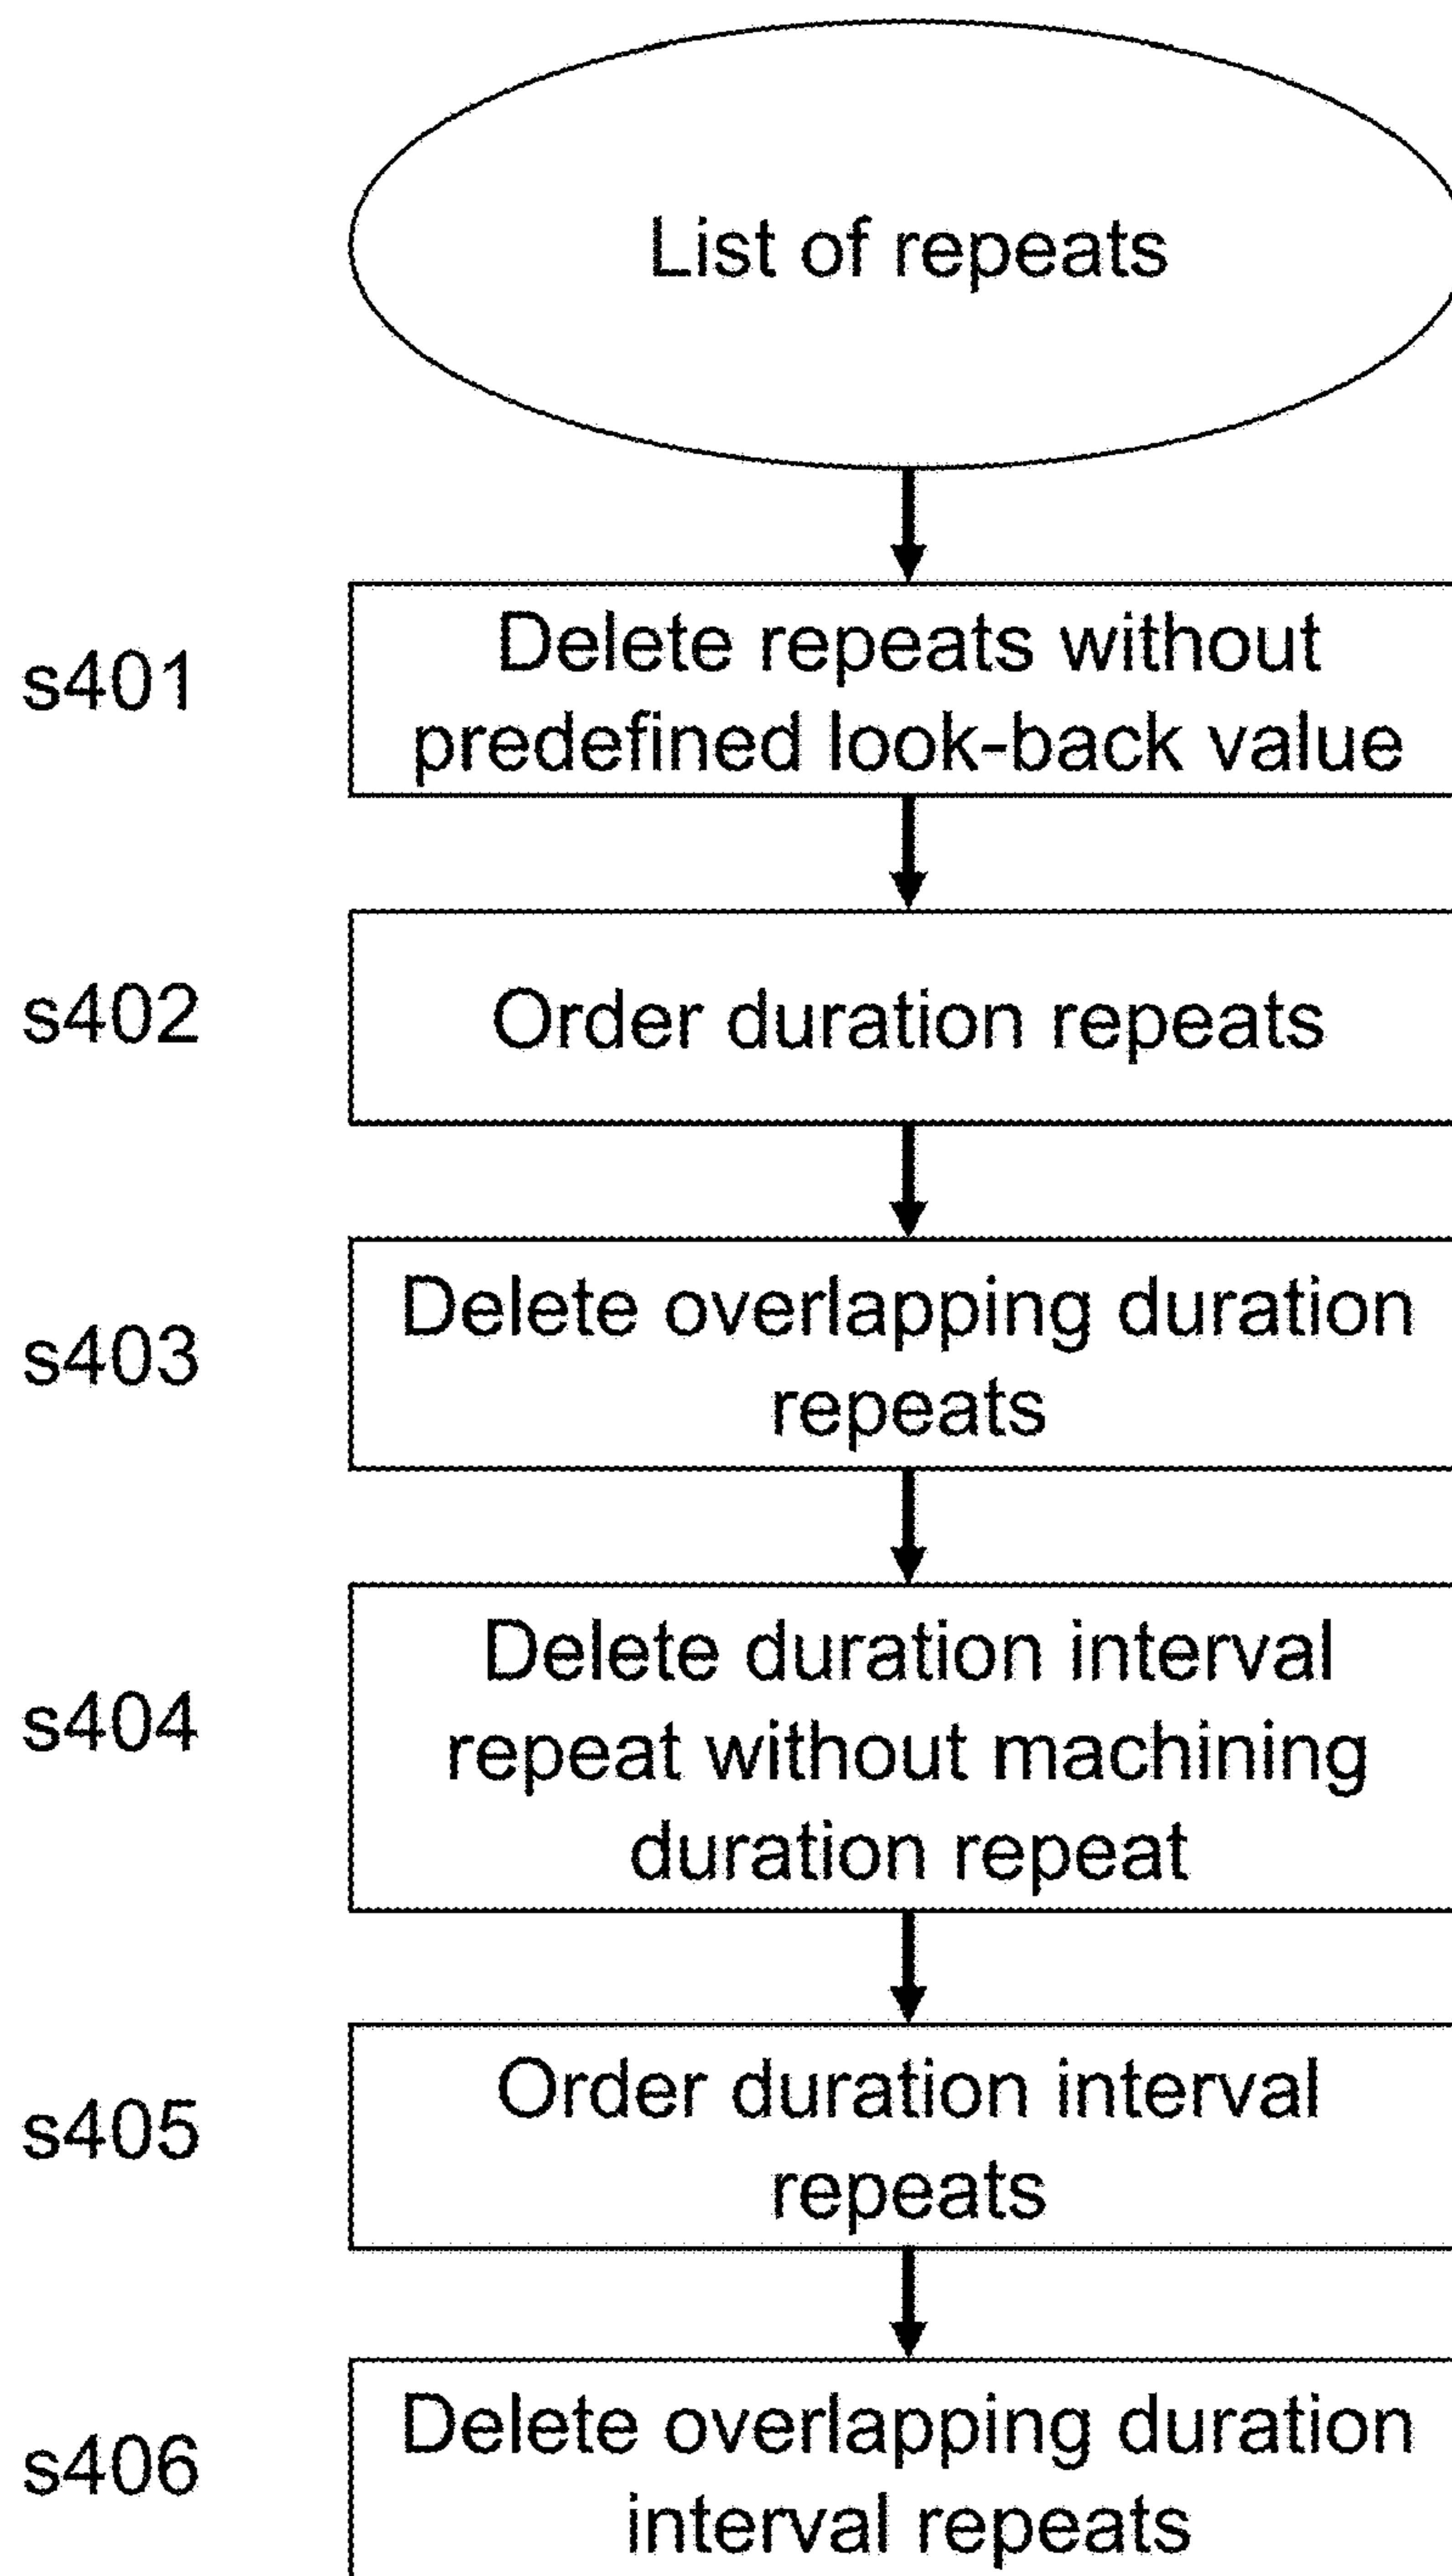 List of repeats
s401
Delete repeats without
predefined look-back value
s402
Order duration repeats
s403
Delete overlapping duration
repeats
s404
Delete duration interval
repeat without machining
duration repeat
s405
Order duration interval
repeats
s406
Delete overlapping duration
interval repeats